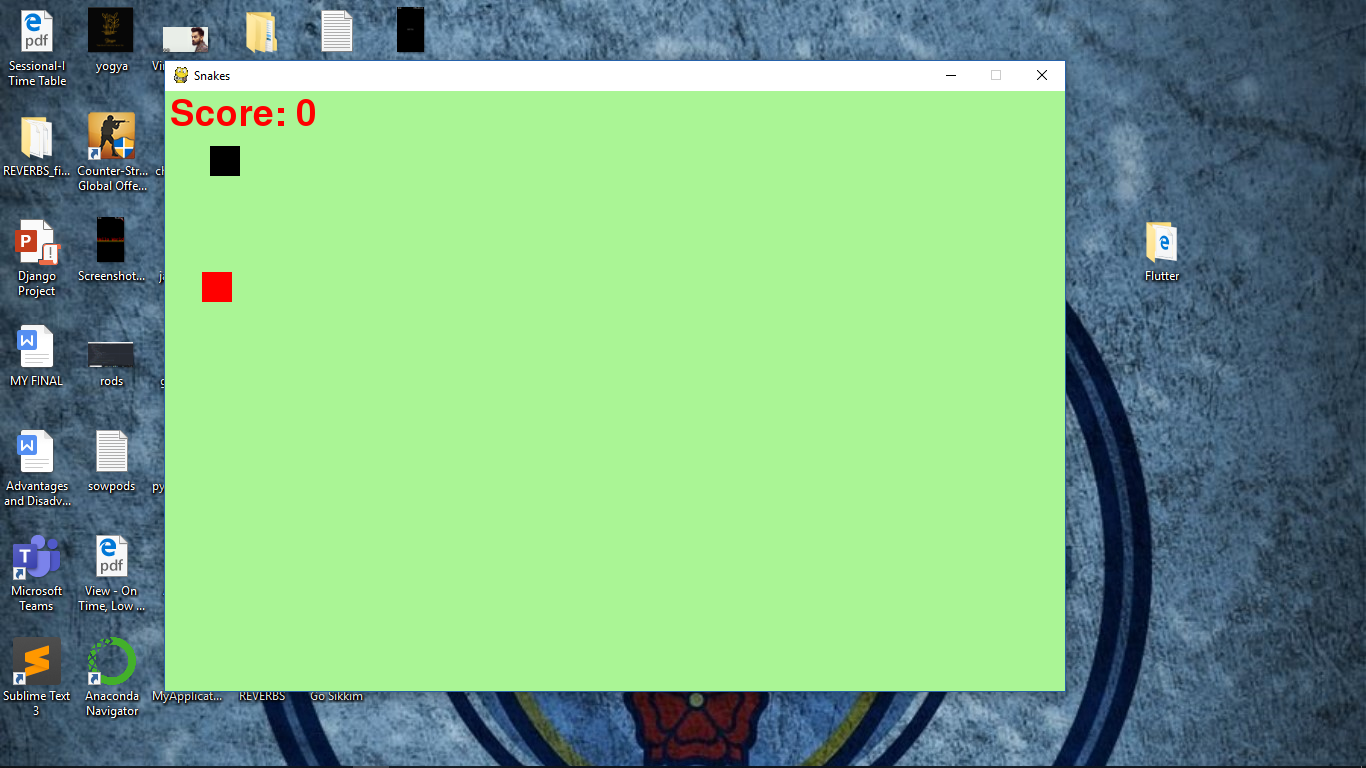 Sessional-I
Time Table
yogya
Vi
Snakes
Score: 0
REVERBS_fi...
Counter-Str...
Global Offe...
Django
Project
Screenshot...
Flutter
MY FINAL
rods
Advantages
and Disadv...
sowpods
py
Microsoft
Teams
View - On
Time, Low ...
Sublime Text
3
Anaconda
Navigator
MyApplicat...
REVERBS
Go Sikkim
pdf
pdf